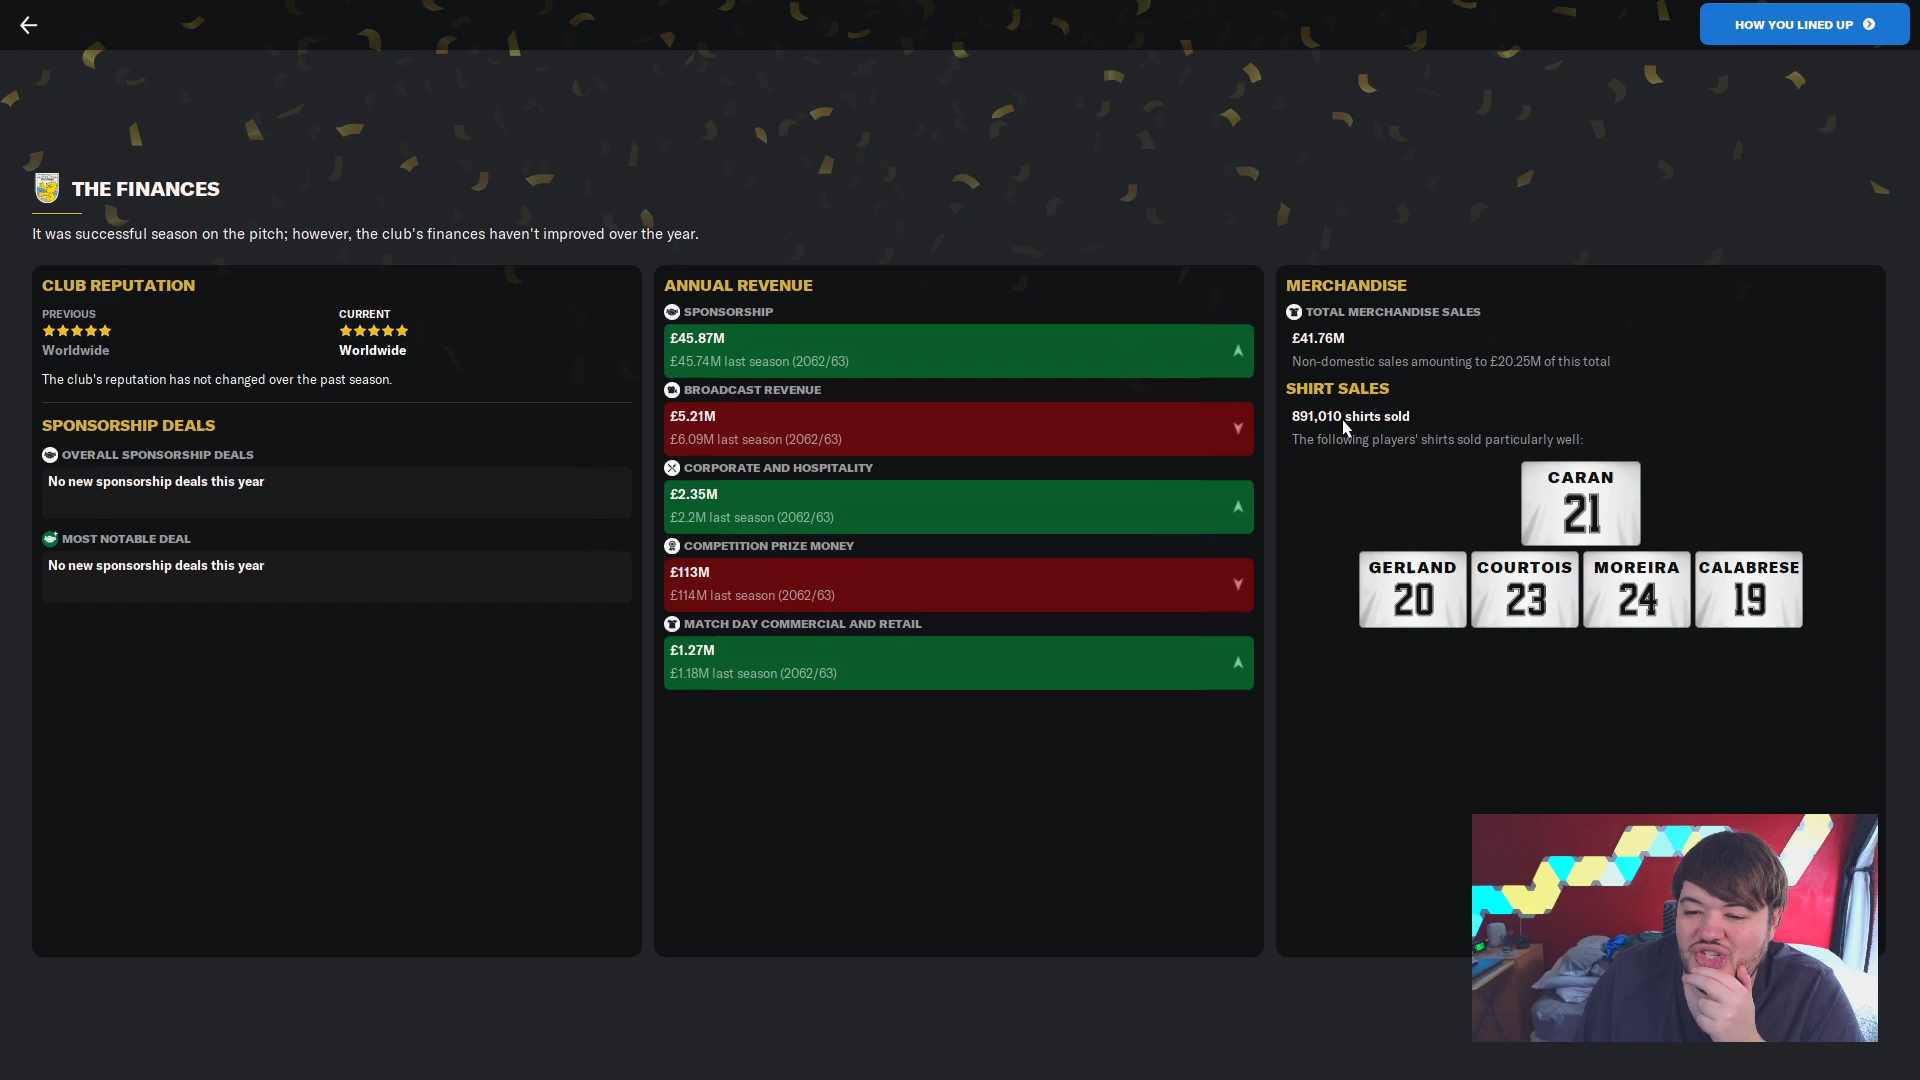 HOW YOU LINED UP
THE FINANCES
It was successful season on the pitch; however, the club's finances haven't improved over the year.
CLUB REPUTATION
PREVIOUS
Worldwide
CURRENT
Worldwide
The club's reputation has not changed over the past season.
SPONSORSHIP DEALS
OVERALL SPONSORSHIP DEALS
No new sponsorship deals this year
MOST NOTABLE DEAL
No new sponsorship deals this year
ANNUAL REVENUE
SPONSORSHIP
£45.87M
£45.74M last season (2062/63)
BROADCAST REVENUE
£5.21M
£6.09M last season (2062/63)
CORPORATE AND HOSPITALITY
£2.35M
£2.2M last season (2062/63)
COMPETITION PRIZE MONEY
£113M
£114M last season (2062/63)
MATCH DAY COMMERCIAL AND RETAIL
£1.27M
£1.18M last season (2062/63)
MERCHANDISE
TOTAL MERCHANDISE SALES
£41.76M
Non-domestic sales amounting to £20.25M of this total
SHIRT SALES
891,010 shirts sold
The following players' shirts sold particularly well:
CARAN
21
GERLAND
20
COURTOIS
23
MOREIRA
24
CALABRESE
19